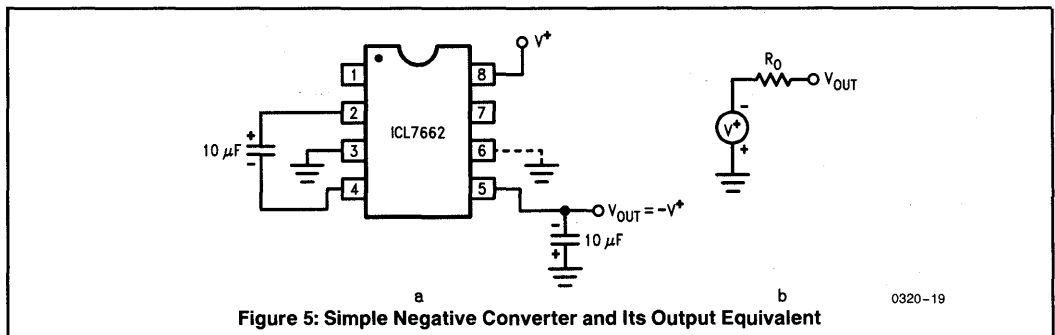 V+
1
8
2
7
ICL7662
3
6
4
5
+
10 μF
-
VOUT = -V+
-
10 μF
+
a
RO
VOUT
-
V+
+
b
0320-19
Figure 5: Simple Negative Converter and Its Output Equivalent